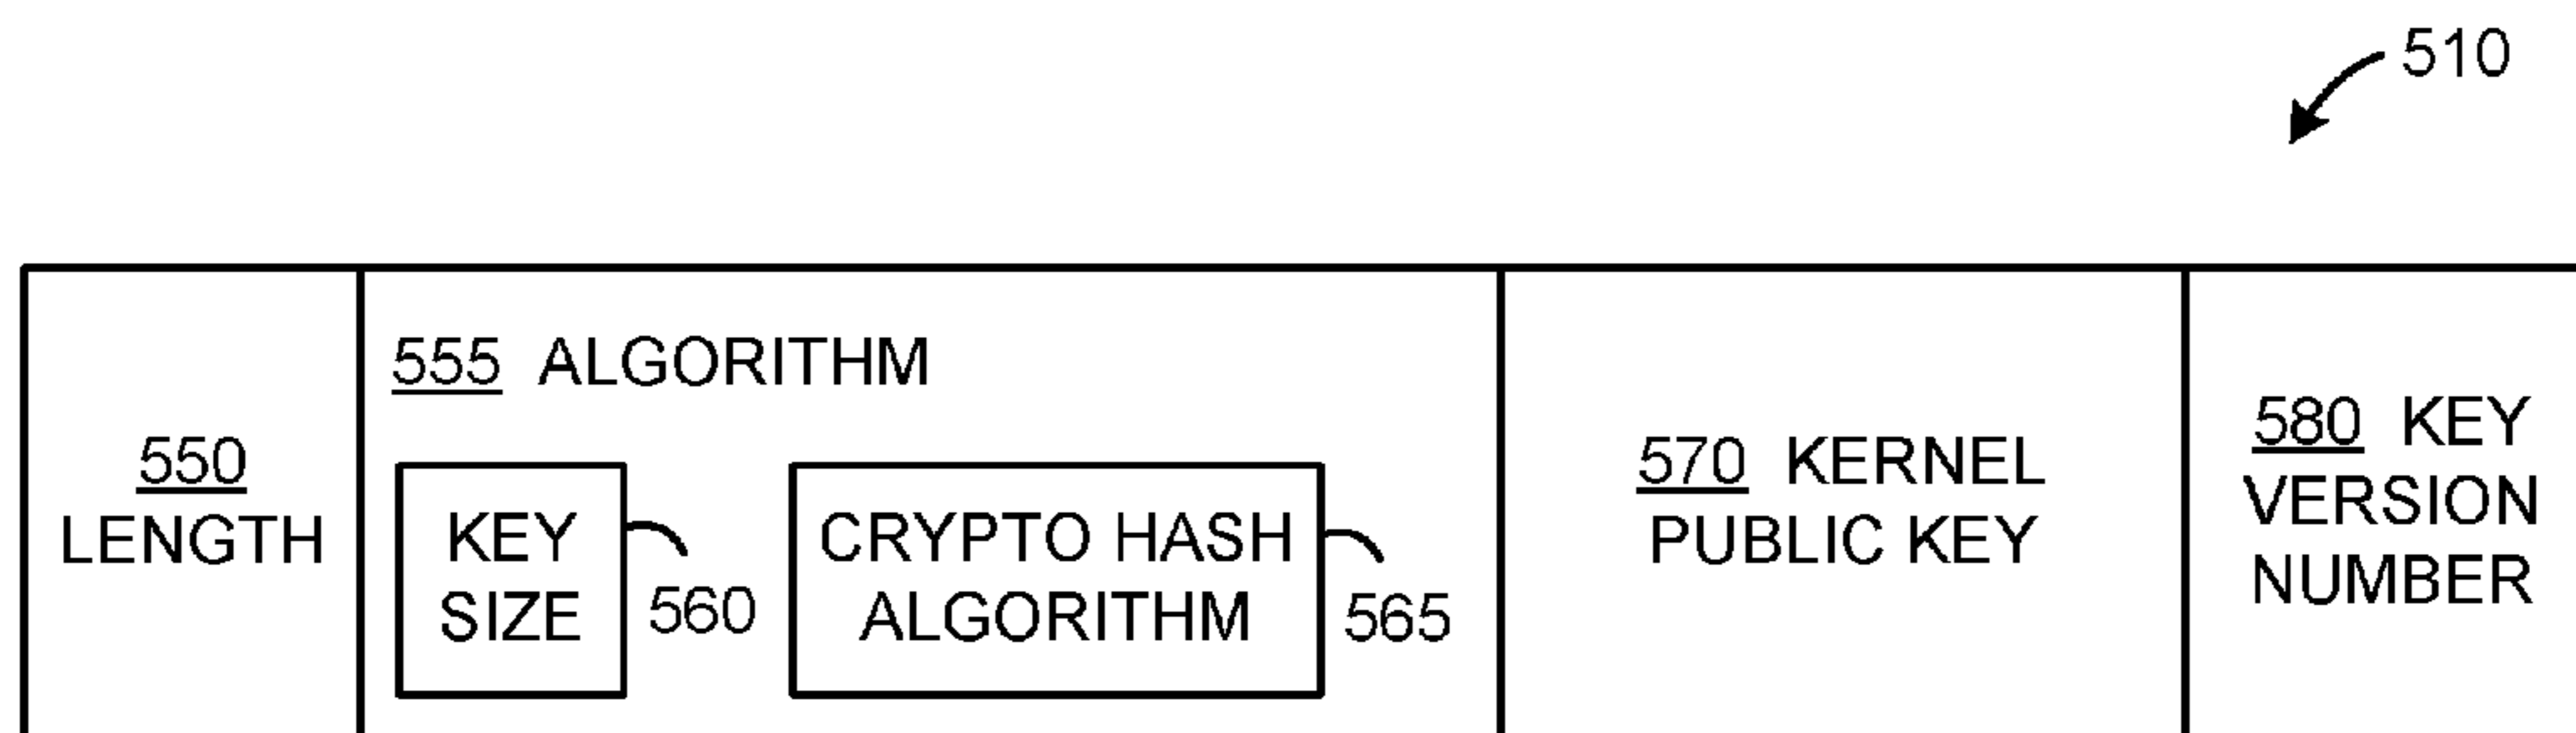 510
550
LENGTH
555 ALGORITHM
KEY
SIZE
560
CRYPTO HASH
ALGORITHM
565
570 KERNEL
PUBLIC KEY
580 KEY
VERSION
NUMBER